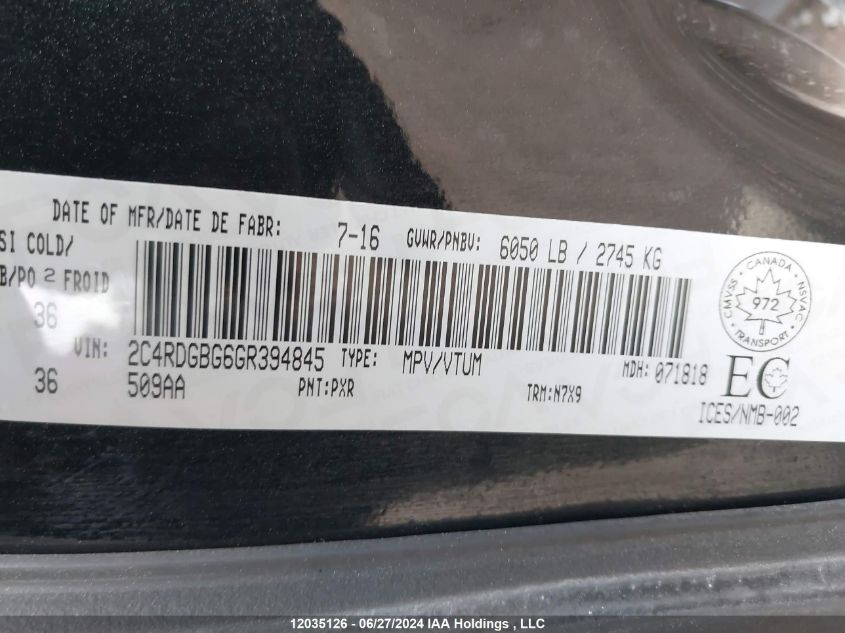 DATE OF MFR/DATE DE FABR: 7-16 GVWR/PNBV: 6050 LB / 2745 KG
SI COLD/
B/PO 2 FROID
36
VIN: 2C4RDGBG6GR394845 TYPE: MPV/VTUM MDH: 071818
36 509AA PNT:PXR TRM:N7X9
CANADA
CMVSS NSVAC
972
TRANSPORT
EC
ICES/NMB-002
12035126 - 06/27/2024 IAA Holdings , LLC